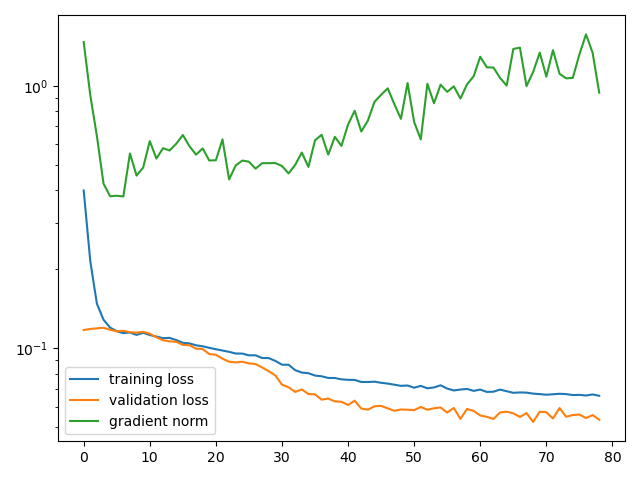 10⁰
10⁻¹
training loss
validation loss
gradient norm
0 10 20 30 40 50 60 70 80